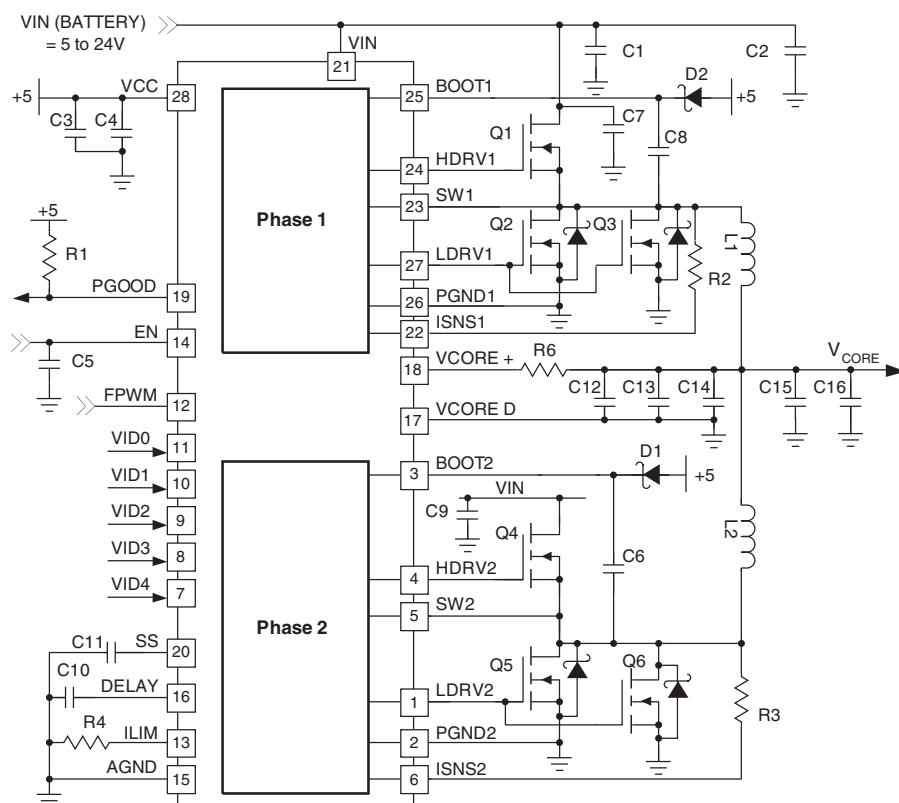 VIN (BATTERY)
= 5 to 24V
VIN
21
C1
C2
+5
VCC
28
25
BOOT1
D2
+5
C3
C4
Q1
C7
C8
24
HDRV1
Phase 1
23
SW1
+5
R1
Q2
Q3
L1
R2
27
LDRV1
PGOOD
19
26
PGND1
22
ISNS1
EN
14
C5
18
VCORE +
R6
VCORE
C12
C13
C14
C15
C16
FPWM
12
17
VCORE D
VID0
11
3
BOOT2
D1
+5
VID1
10
VIN
C9
VID2
9
Q4
L2
VID3
8
C6
4
HDRV2
VID4
7
5
SW2
Phase 2
C11
SS
20
Q5
Q6
C10
DELAY
16
1
LDRV2
R3
R4
ILIM
13
2
PGND2
AGND
15
6
ISNS2